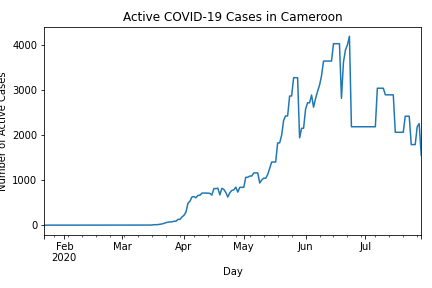 Active COVID-19 Cases in Cameroon
Number of Active Cases
4000
3000
2000
1000
0
Feb
2020
Mar
Apr
May
Jun
Jul
Day